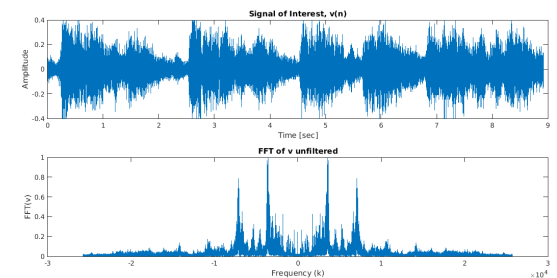 Signal of Interest, v(n)
0.4
0.2
0
-0.2
-0.4
Amplitude
0 1 2 3 4 5 6 7 8 9
Time [sec]
FFT of v unfiltered
1
0.8
0.6
0.4
0.2
0
FFT(v)
-3 -2 -1 0 1 2 3
Frequency (k)
×10⁴